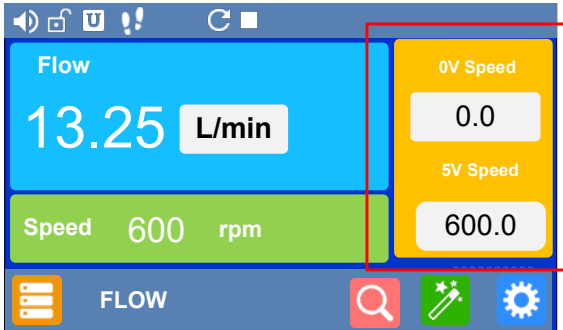 U
Flow
13.25 L/min
Speed 600 rpm
0V Speed
0.0
5V Speed
600.0
FLOW